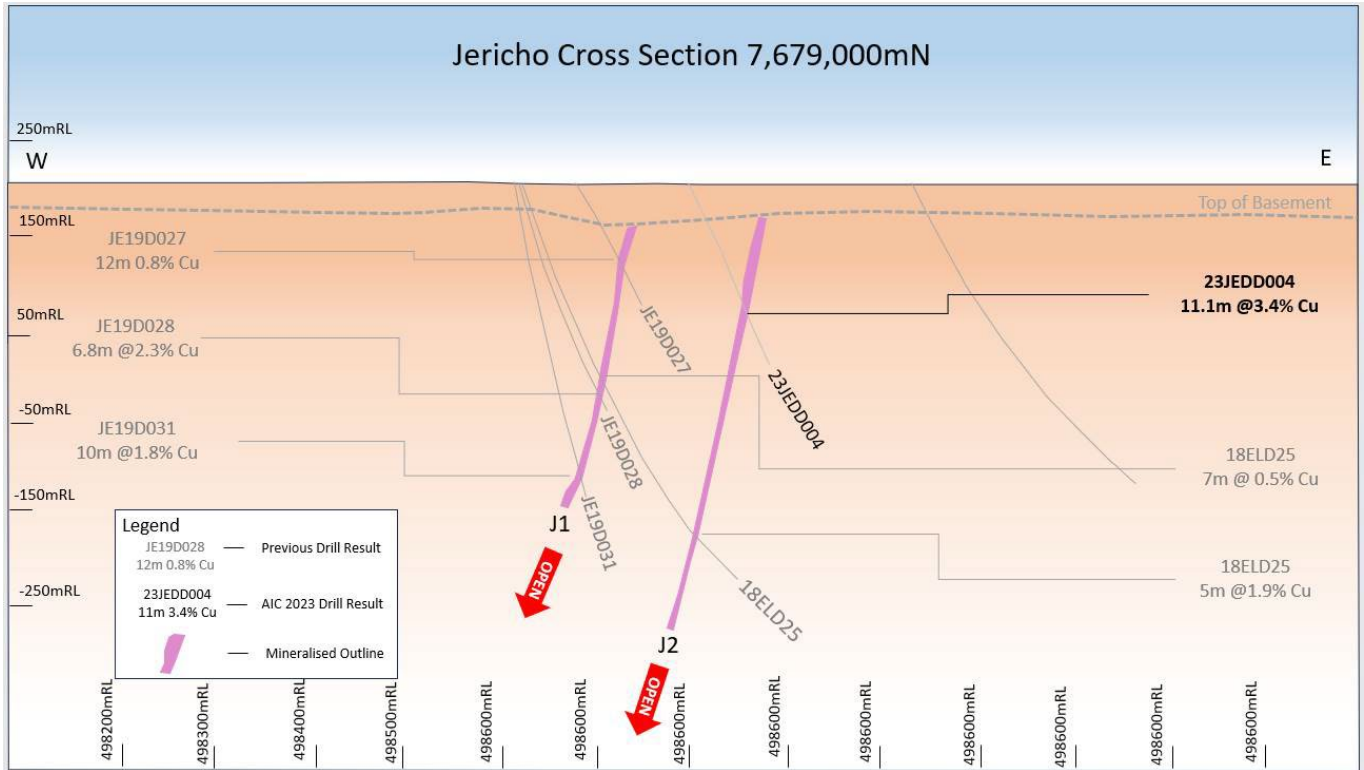 Jericho Cross Section 7,679,000mN
250mRL
W
E
Top of Basement
150mRL
JE19D027
12m 0.8% Cu
23JEDD004
11.1m @3.4% Cu
50mRL
JE19D028
6.8m @2.3% Cu
JE19D027
23JEDD004
-50mRL
JE19D031
10m @1.8% Cu
JE19D028
18ELD25
7m @ 0.5% Cu
-150mRL
J1
JE19D031
OPEN
18ELD25
5m @1.9% Cu
18ELD25
-250mRL
J2
OPEN
Legend
JE19D028
12m 0.8% Cu
Previous Drill Result
23JEDD004
11m 3.4% Cu
AIC 2023 Drill Result
Mineralised Outline
498200mRL
498300mRL
498400mRL
498500mRL
498600mRL
498600mRL
498600mRL
498600mRL
498600mRL
498600mRL
498600mRL
498600mRL
498600mRL